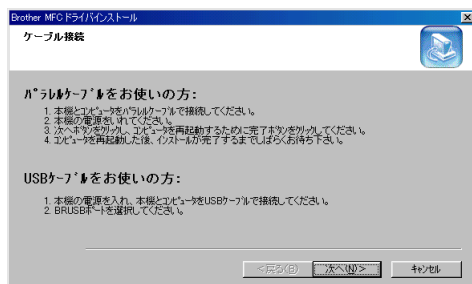 Brother MFC ドライバインストール
ケーブル接続
パラレルケーブルをお使いの方:
1. 本機とコンピュータをパラレルケーブルで接続してください。
2. 本機の電源をいれてください。
3. 次へボタンをクリックし、コンピュータを再起動するために完了ボタンをクリックしてください。
4. コンピュータを再起動した後、インストールが完了するまでしばらくお待ち下さい。
USBケーブルをお使いの方:
1. 本機の電源を入れ、本機とコンピュータをUSBケーブルで接続してください。
2. BRUSBポートを選択してください。
<戻る(B) 次へ(N)> キャンセル